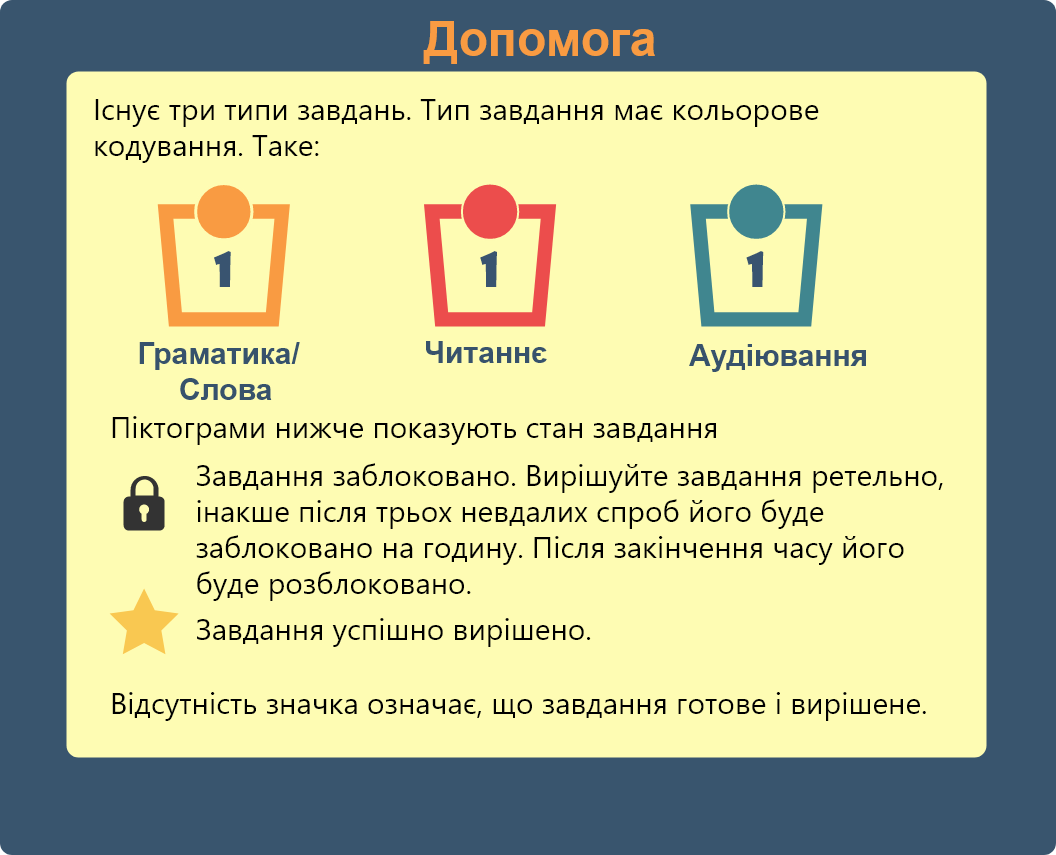 Допомога
Існує три типи завдань. Тип завдання має кольорове
кодування. Таке:
1
1
1
Граматика/
Слова
Читаннє
Аудіювання
Піктограми нижче показують стан завдання
Завдання заблоковано. Вирішуйте завдання ретельно,
інакше після трьох невдалих спроб його буде
заблоковано на годину. Після закінчення часу його
буде розблоковано.
Завдання успішно вирішено.
Відсутність значка означає, що завдання готове і вирішене.